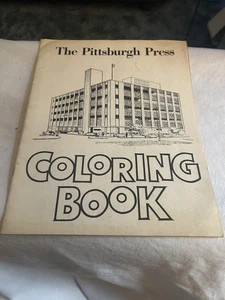 The Pittsburgh Press
COLORING
BOOK